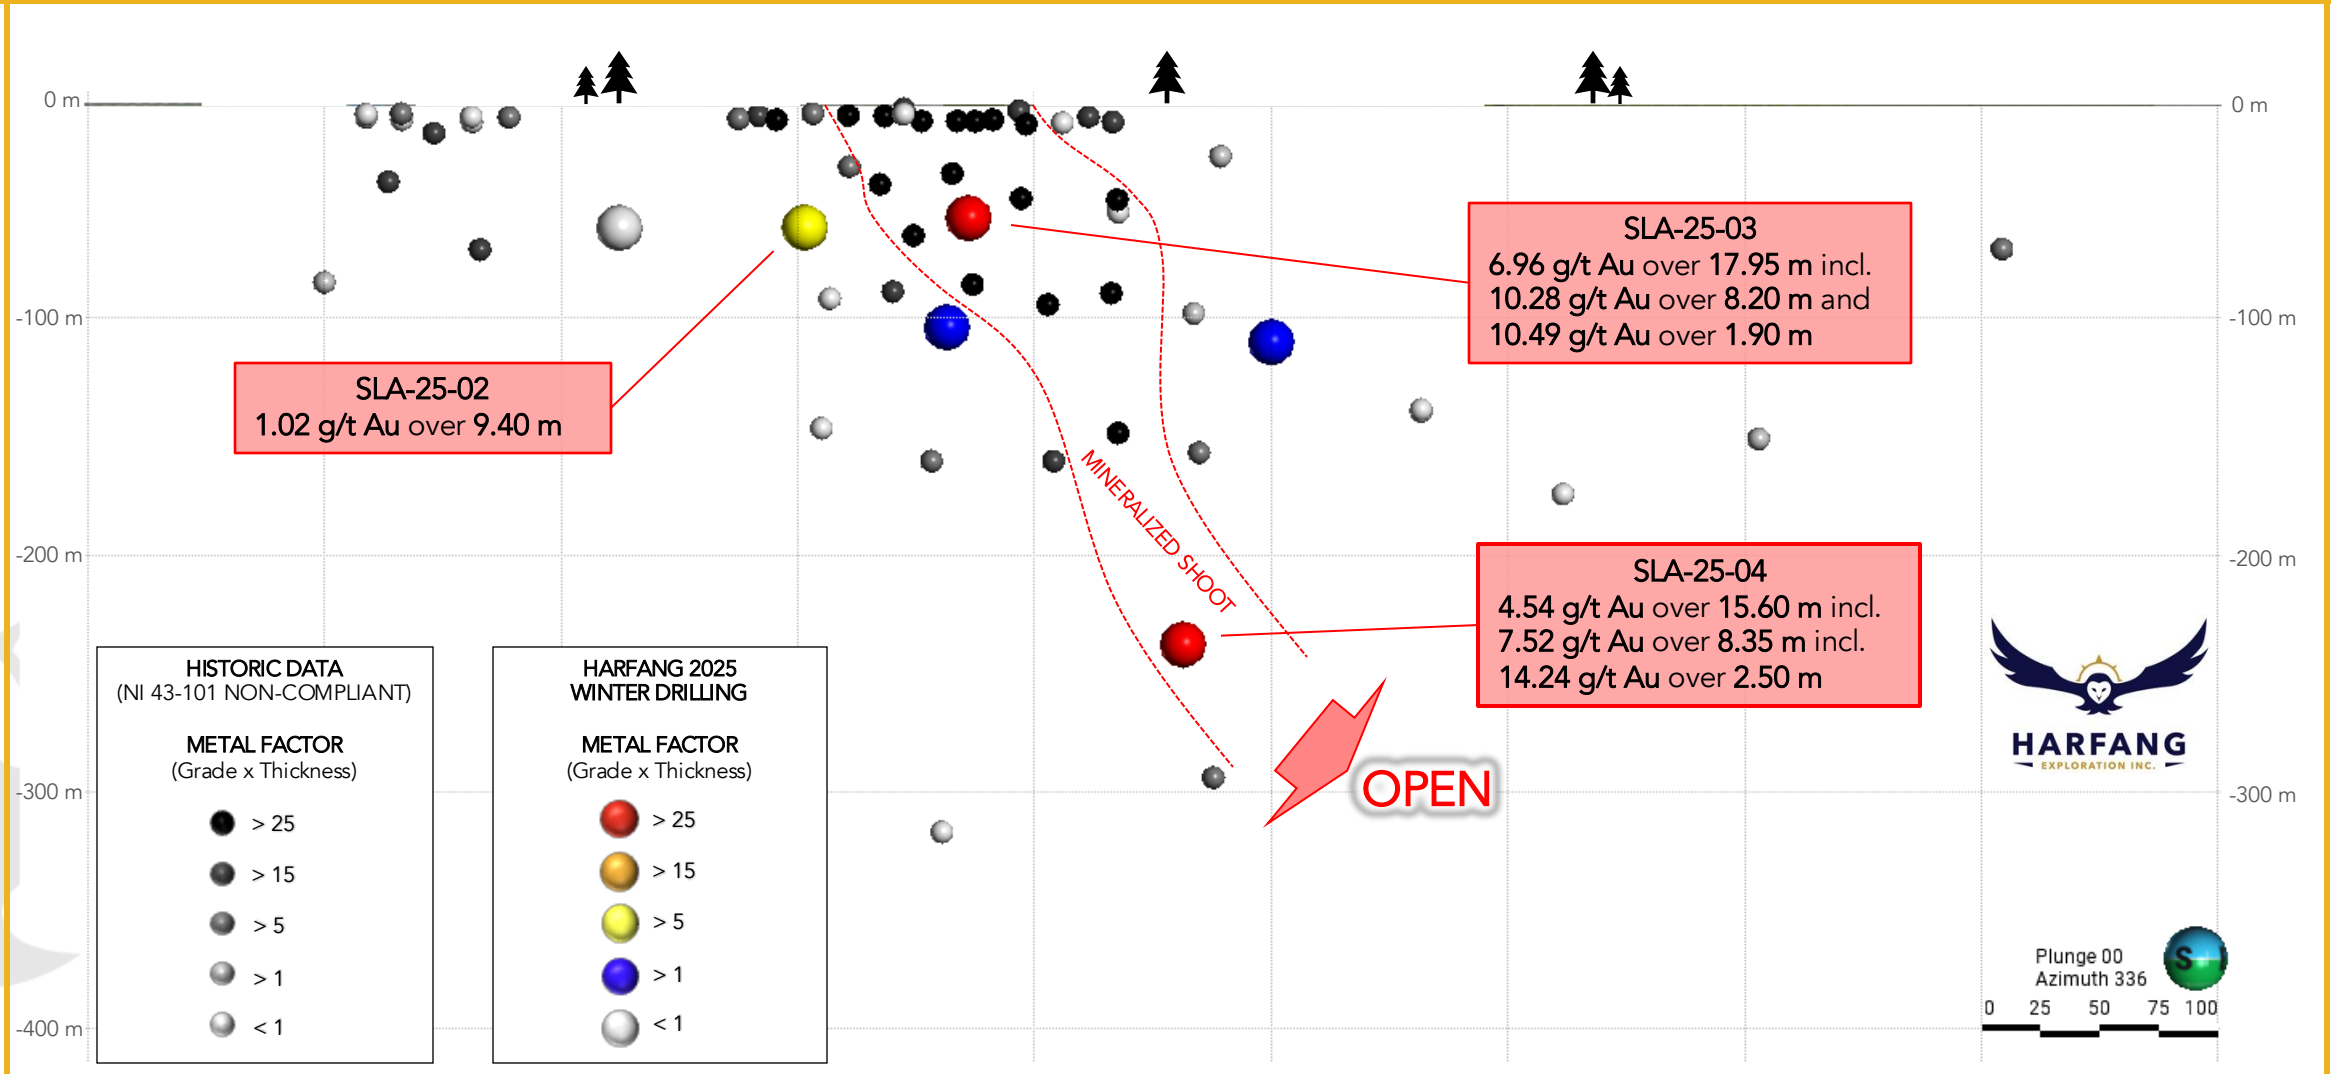 0 m
0 m
SLA-25-03
6.96 g/t Au over 17.95 m incl.
10.28 g/t Au over 8.20 m and
10.49 g/t Au over 1.90 m
-100 m
-100 m
SLA-25-02
1.02 g/t Au over 9.40 m
MINERALIZED SHOOT
-200 m
-200 m
SLA-25-04
4.54 g/t Au over 15.60 m incl.
7.52 g/t Au over 8.35 m incl.
14.24 g/t Au over 2.50 m
HISTORIC DATA
(NI 43-101 NON-COMPLIANT)
METAL FACTOR
(Grade x Thickness)
> 25
> 15
> 5
> 1
< 1
HARFANG 2025
WINTER DRILLING
METAL FACTOR
(Grade x Thickness)
> 25
> 15
> 5
> 1
< 1
OPEN
HARFANG
EXPLORATION INC.
-300 m
-300 m
Plunge 00
Azimuth 336
S
0 25 50 75 100
-400 m